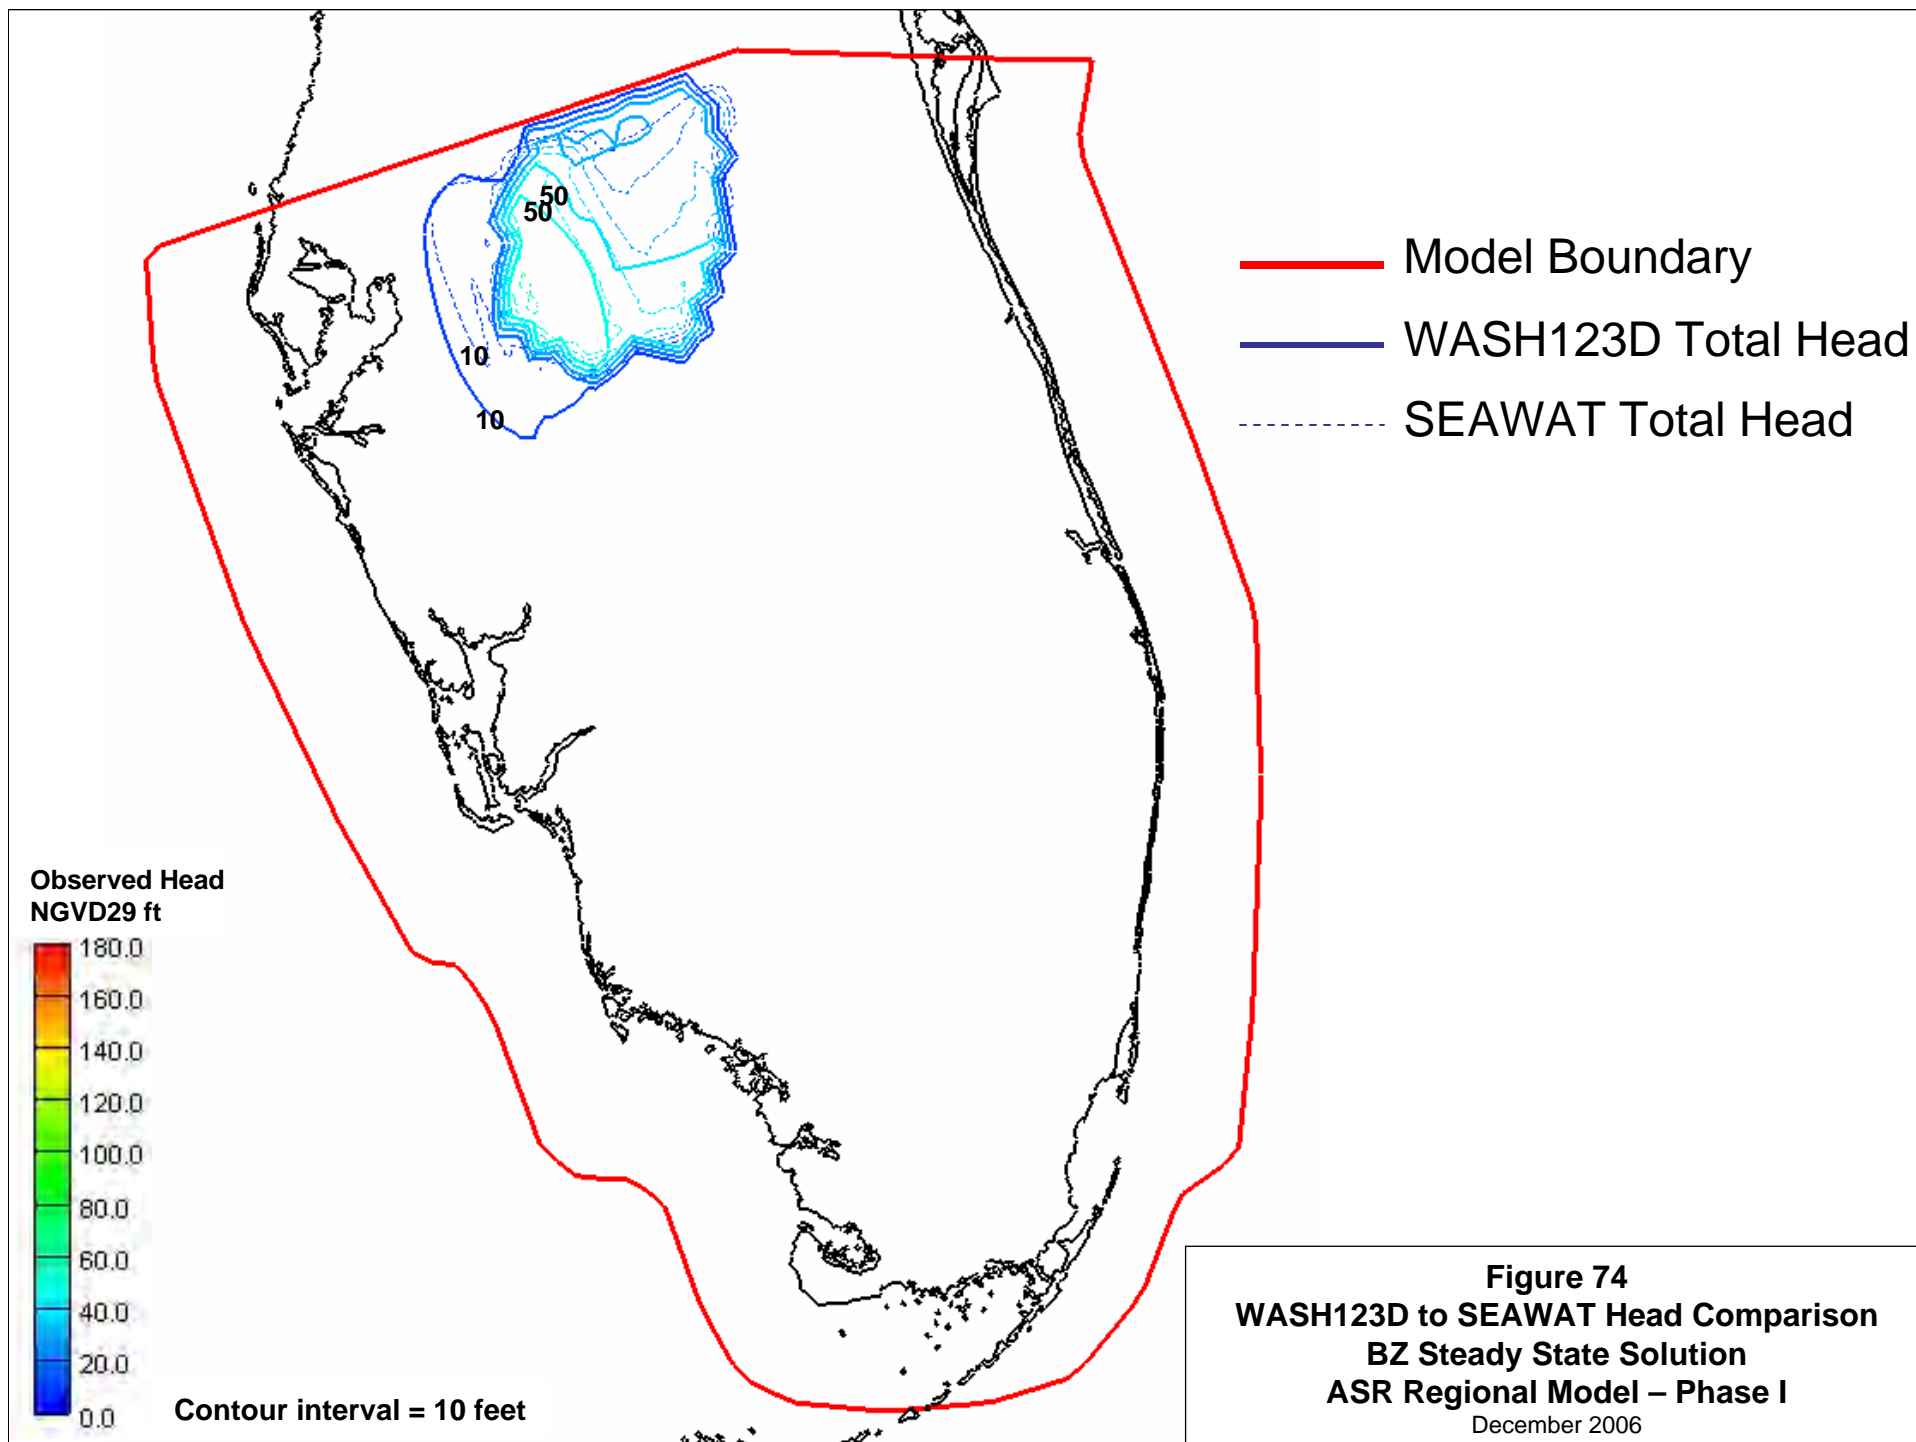 50
50
10
10
Model Boundary
WASH123D Total Head
SEAWAT Total Head
Observed Head
NGVD29 ft
180.0
160.0
140.0
120.0
100.0
80.0
60.0
40.0
20.0
0.0
Contour interval = 10 feet
Figure 74
WASH123D to SEAWAT Head Comparison
BZ Steady State Solution
ASR Regional Model – Phase I
December 2006